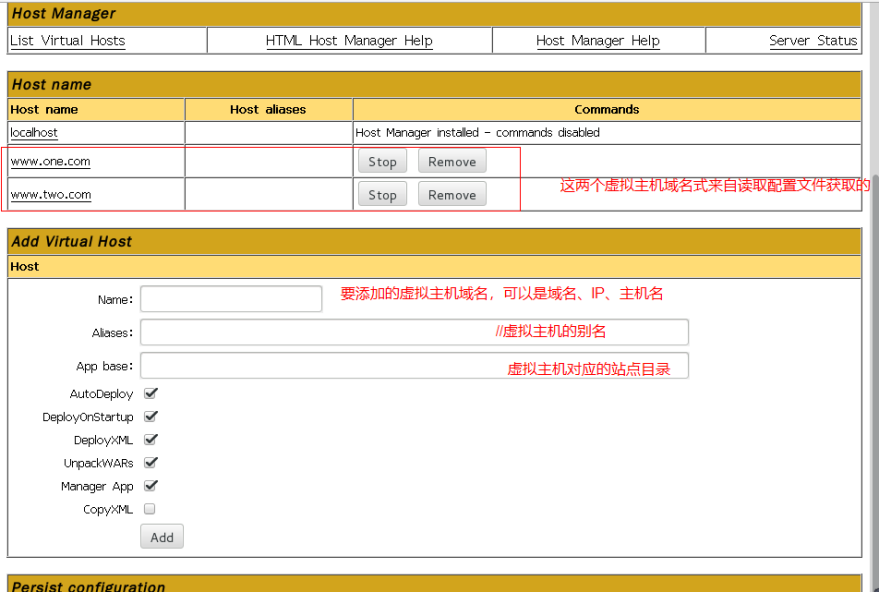 Host Manager
List Virtual Hosts HTML Host Manager Help Host Manager Help Server Status
Host name
Host name Host aliases Commands
localhost Host Manager installed - commands disabled
www.one.com Stop Remove
www.two.com Stop Remove
这两个虚拟主机域名式来自读取配置文件获取的
Add Virtual Host
Host
Name: 要添加的虚拟主机域名，可以是域名、IP、主机名
Aliases: //虚拟主机的别名
App base: 虚拟主机对应的站点目录
AutoDeploy
DeployOnStartup
DeployXML
UnpackWARs
Manager App
CopyXML
Add
Persist configuration